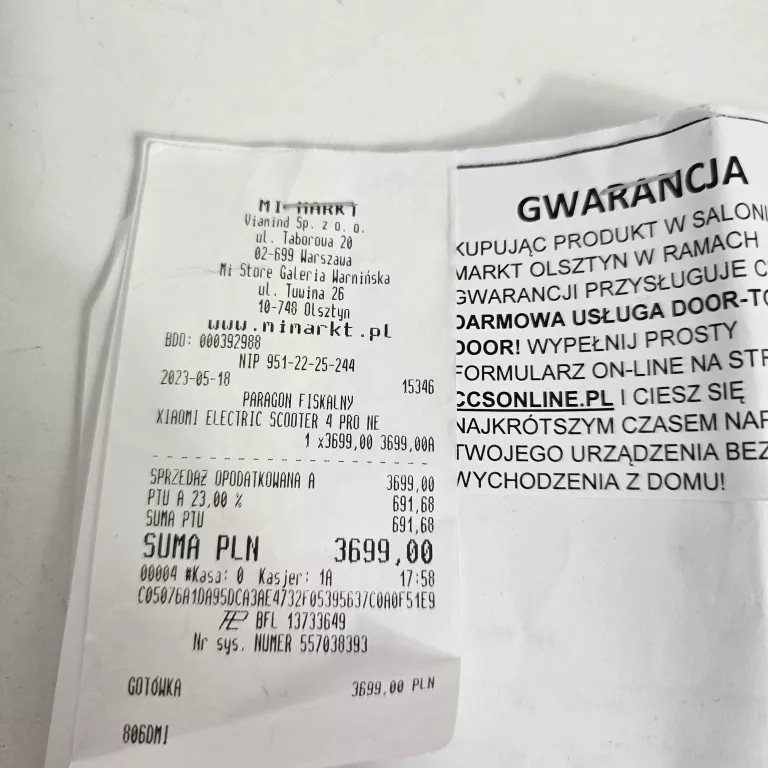 MI-MARKT
Viamind Sp. z o. o.
ul. Taborowa 20
02-699 Warszawa
Mi Store Galeria Warmińska
ul. Tuwina 26
10-748 Olsztyn
www.mimarkt.pl
BDO: 000392988
NIP 951-22-25-244
2023-05-18 15346
PARAGON FISKALNY
XIAOMI ELECTRIC SCOOTER 4 PRO NE
1 x3699,00 3699,00A
SPRZEDAŻ OPODATKOWANA A 3699,00
PTU A 23,00 % 691,68
SUMA PTU 691,68
SUMA PLN 3699,00
00004 #Kasa: 0 Kasjer: 1A 17:58
C05076A1DA95DCA3AE4732F05395637C0A0F51E9
BFL 13733649
Nr sys. NUMER 557038393
GOTÓWKA 3699,00 PLN
806DMI
GWARANCJA
KUPUJĄC PRODUKT W SALONI
MARKT OLSZTYN W RAMACH
GWARANCJI PRZYSŁUGUJE C
DARMOWA USŁUGA DOOR-TO
DOOR! WYPEŁNIJ PROSTY
FORMULARZ ON-LINE NA STR
CCSONLINE.PL I CIESZ SIĘ
NAJKRÓTSZYM CZASEM NAP
TWOJEGO URZĄDZENIA BEZ
WYCHODZENIA Z DOMU!